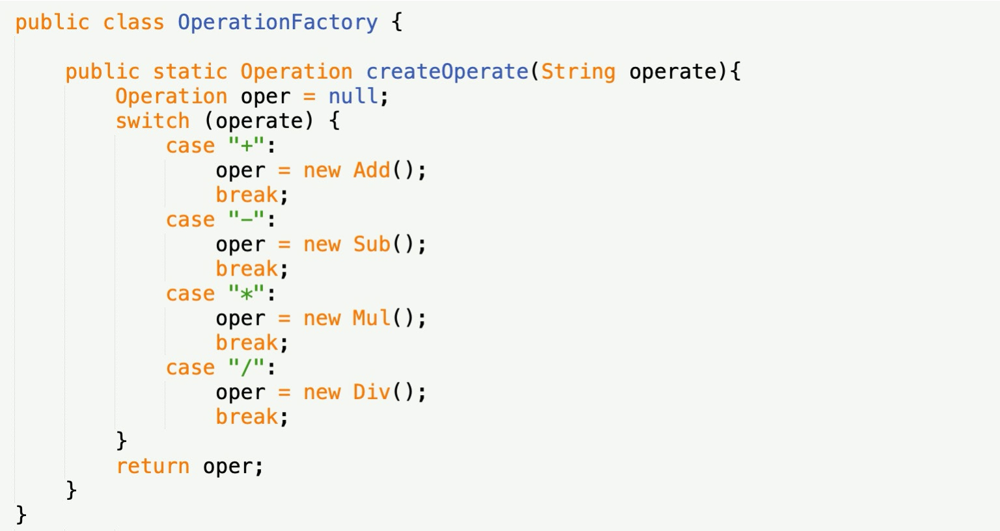 public class OperationFactory {
    public static Operation createOperate(String operate){
        Operation oper = null;
        switch (operate) {
            case "+":
                oper = new Add();
                break;
            case "-":
                oper = new Sub();
                break;
            case "*":
                oper = new Mul();
                break;
            case "/":
                oper = new Div();
                break;
        }
        return oper;
    }
}